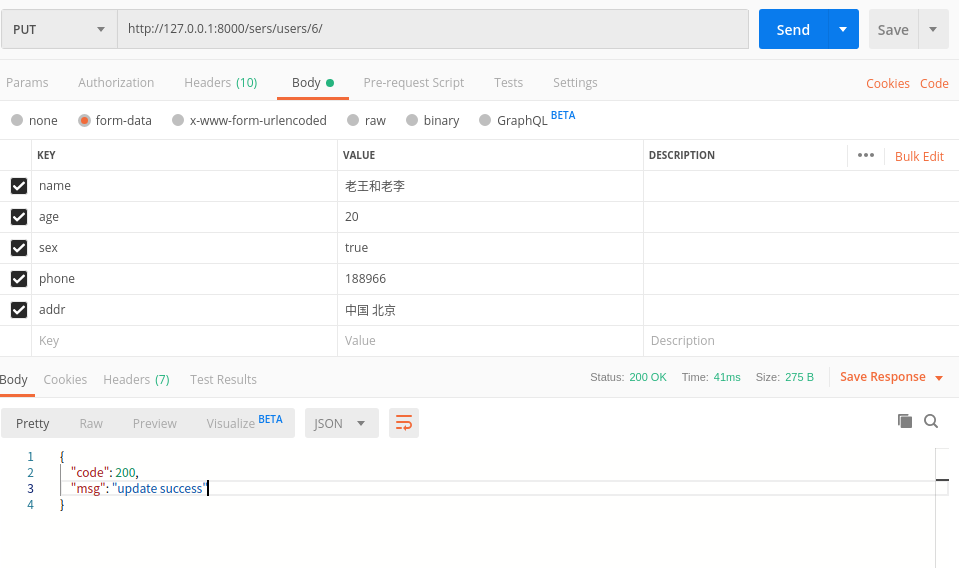 PUT http://127.0.0.1:8000/sers/users/6/ Send Save
Params Authorization Headers (10) Body Pre-request Script Tests Settings Cookies Code
none form-data x-www-form-urlencoded raw binary GraphQL BETA
KEY VALUE DESCRIPTION ••• Bulk Edit
name 老王和老李
age 20
sex true
phone 188966
addr 中国 北京
Key Value Description
Body Cookies Headers (7) Test Results Status: 200 OK Time: 41ms Size: 275 B Save Response
Pretty Raw Preview Visualize BETA JSON
1 {
2 "code": 200,
3 "msg": "update success"
4 }